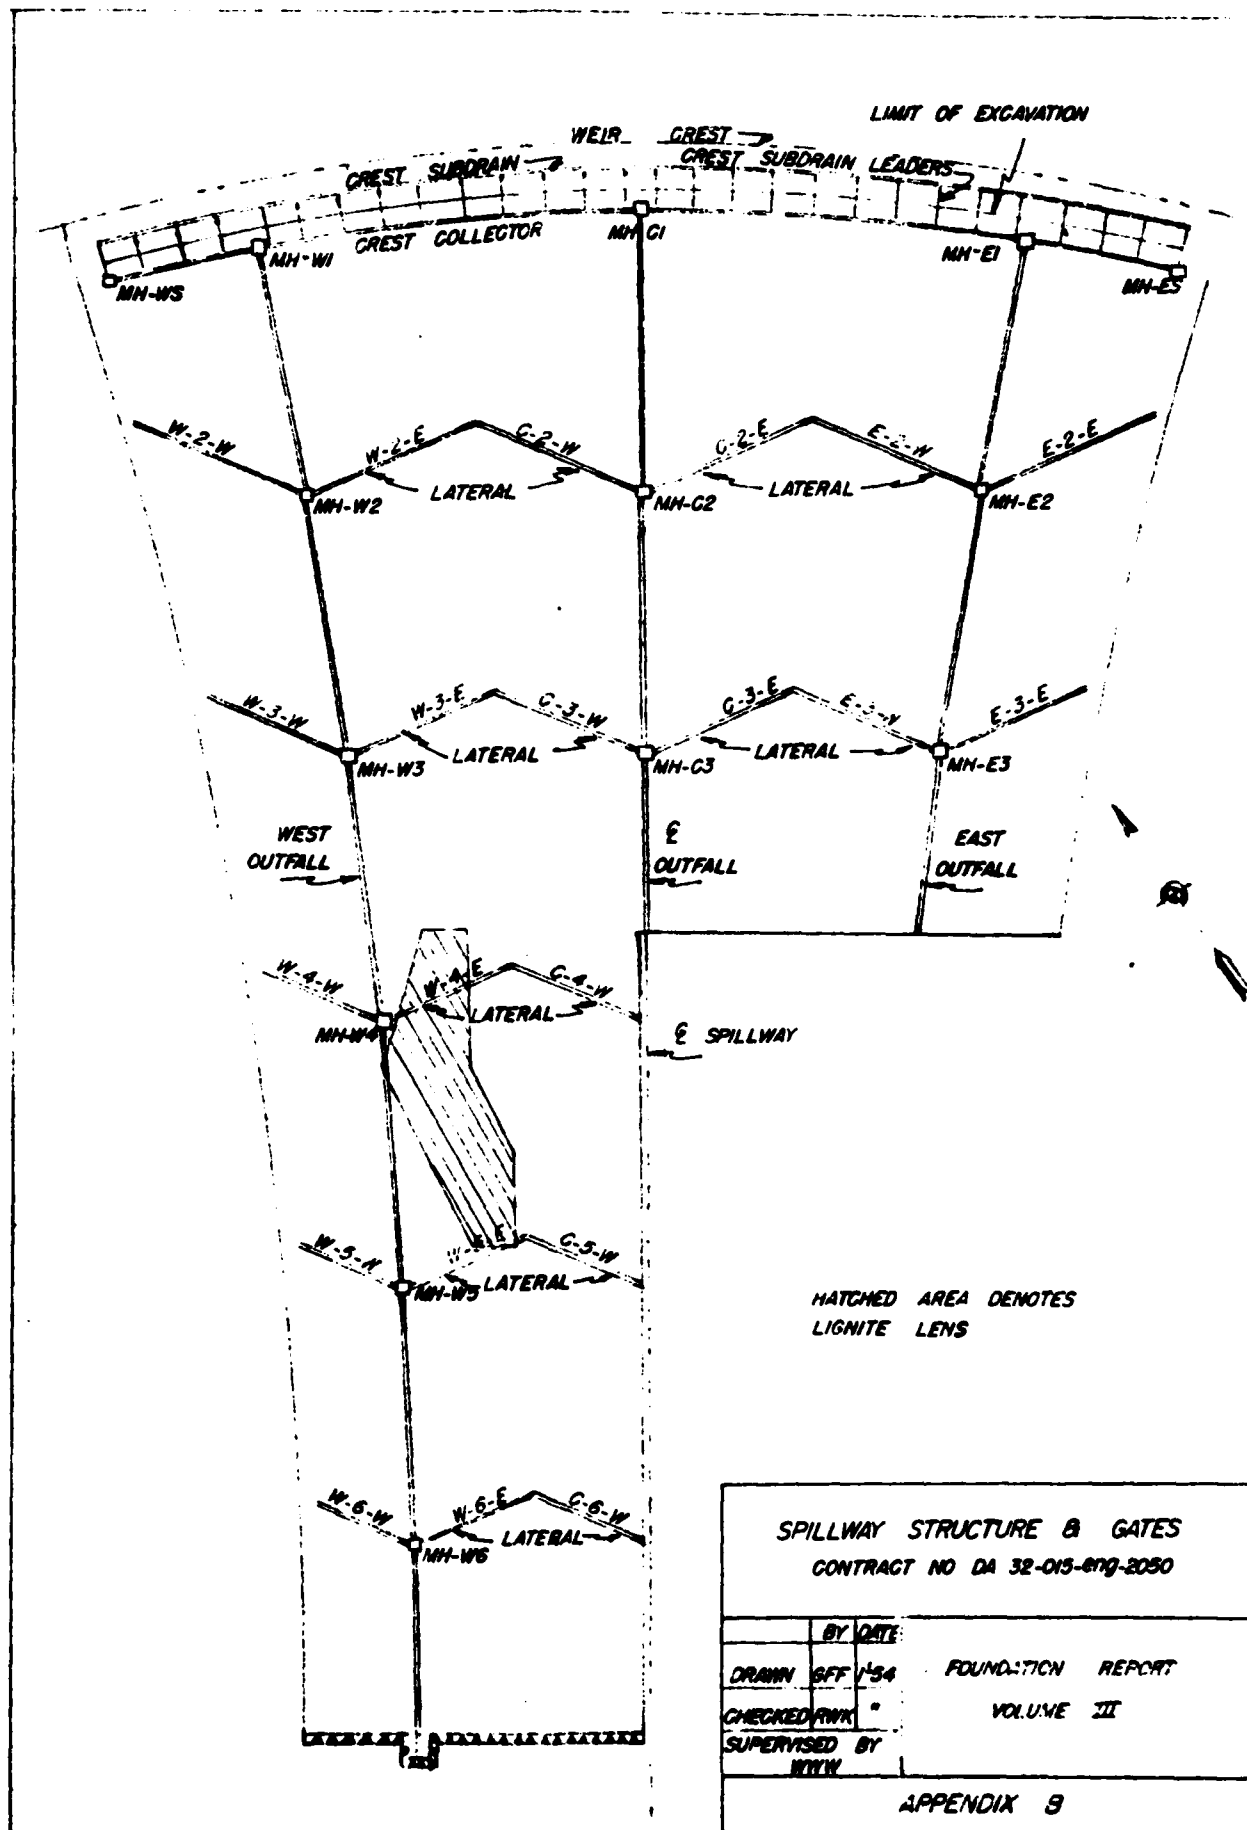 LIMIT OF EXCAVATION
WEIR CREST
CREST SUBDRAIN
CREST SUBDRAIN LEADERS
CREST COLLECTOR
MH-WS
MH-W1
MH-C1
MH-E1
MH-ES
W-2-W
W-2-E
C-2-W
C-2-E
E-2-W
E-2-E
LATERAL
LATERAL
MH-W2
MH-C2
MH-E2
W-3-W
W-3-E
C-3-W
C-3-E
E-3-W
E-3-E
LATERAL
LATERAL
MH-W3
MH-C3
MH-E3
WEST
OUTFALL
℄
OUTFALL
EAST
OUTFALL
W-4-W
W-4-E
C-4-W
LATERAL
MH-W4
℄ SPILLWAY
W-5-W
C-5-W
LATERAL
MH-W5
HATCHED AREA DENOTES
LIGNITE LENS
W-6-W
W-6-E
C-6-W
LATERAL
MH-W6
SPILLWAY STRUCTURE & GATES
CONTRACT NO DA 32-015-eng-2050
BY DATE
DRAWN GFF 1-54
CHECKED RWK "
SUPERVISED BY
WWW
FOUNDATION REPORT
VOLUME III
APPENDIX 9